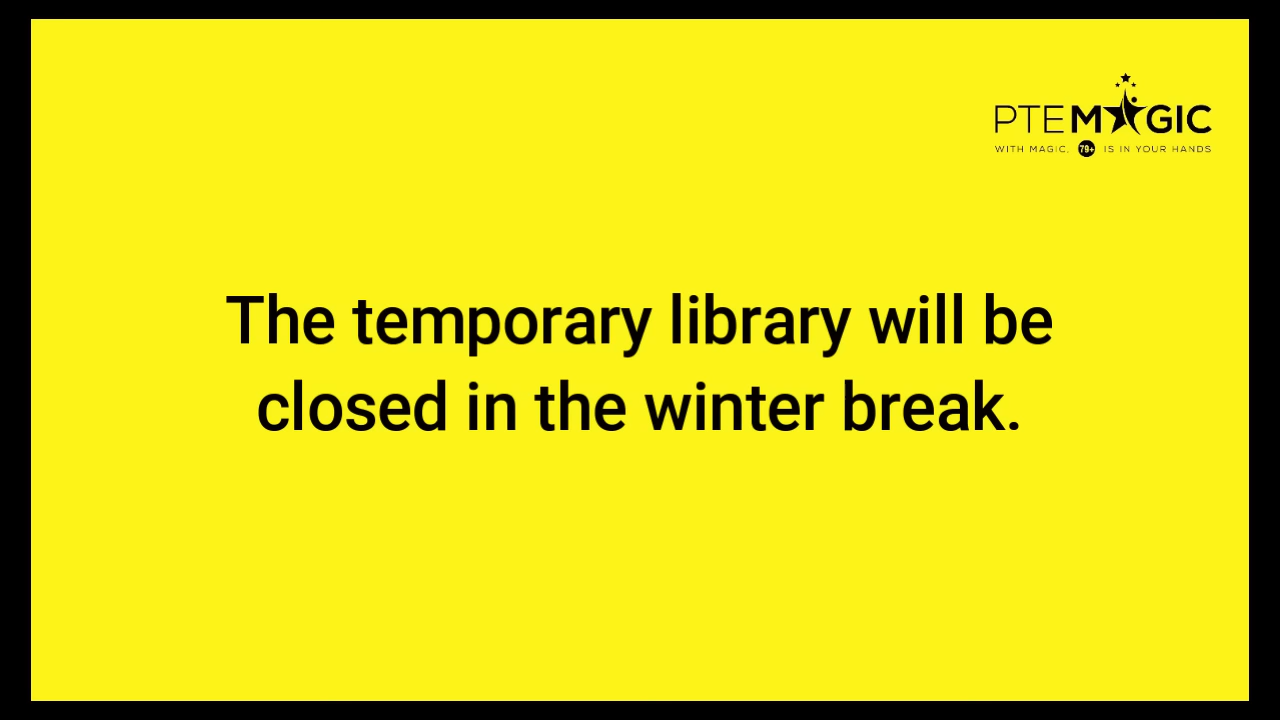 PTEMAGIC
WITH MAGIC, 79+ IS IN YOUR HANDS
The temporary library will be
closed in the winter break.